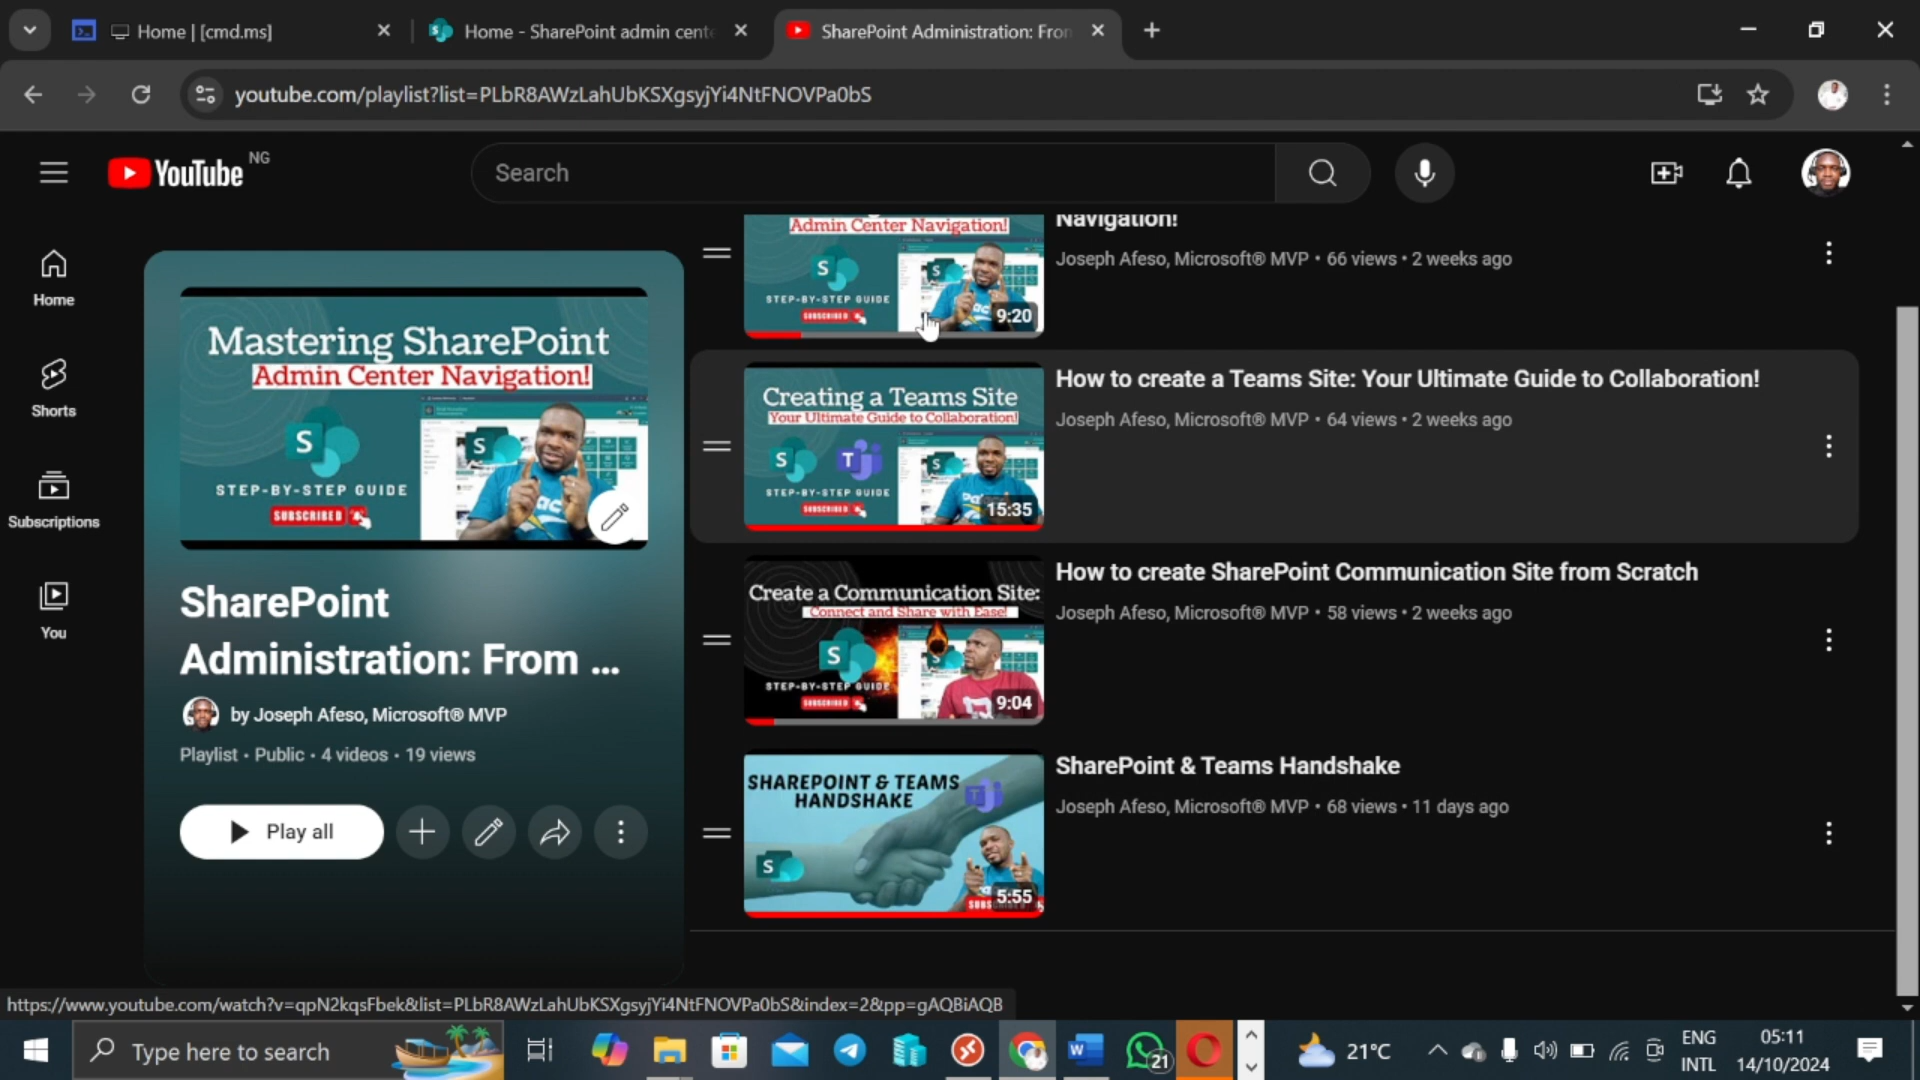 Home | [cmd.ms]
Home - SharePoint admin cente
SharePoint Administration: From
youtube.com/playlist?list=PLbR8AWzLahUbKSXgsyjYi4NtFNOVPa0bS
YouTube NG
Search
Home
Shorts
Subscriptions
You
Mastering SharePoint
Admin Center Navigation!
STEP-BY-STEP GUIDE
SUBSCRIBED
SharePoint
Administration: From ...
by Joseph Afeso, Microsoft® MVP
Playlist • Public • 4 videos • 19 views
Play all
Admin Center Navigation!
STEP-BY-STEP GUIDE
SUBSCRIBED
9:20
Navigation!
Joseph Afeso, Microsoft® MVP • 66 views • 2 weeks ago
Creating a Teams Site
Your Ultimate Guide to Collaboration!
STEP-BY-STEP GUIDE
SUBSCRIBED
15:35
How to create a Teams Site: Your Ultimate Guide to Collaboration!
Joseph Afeso, Microsoft® MVP • 64 views • 2 weeks ago
Create a Communication Site:
Connect and Share with Ease!
STEP-BY-STEP GUIDE
SUBSCRIBED
9:04
How to create SharePoint Communication Site from Scratch
Joseph Afeso, Microsoft® MVP • 58 views • 2 weeks ago
SHAREPOINT & TEAMS
HANDSHAKE
5:55
SharePoint & Teams Handshake
Joseph Afeso, Microsoft® MVP • 68 views • 11 days ago
https://www.youtube.com/watch?v=qpN2kqsFbek&list=PLbR8AWzLahUbKSXgsyjYi4NtFNOVPa0bS&index=2&pp=gAQBiAQB
Type here to search
21
21°C
ENG
INTL
05:11
14/10/2024